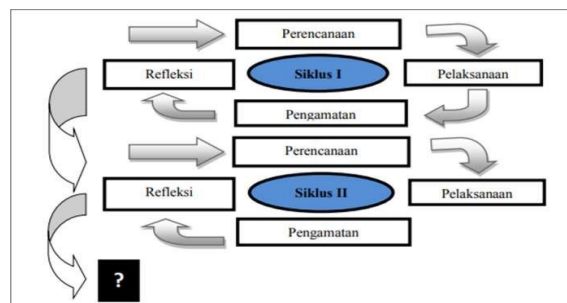 Perencanaan
Refleksi
Siklus I
Pelaksanaan
Pengamatan
Perencanaan
Refleksi
Siklus II
Pelaksanaan
Pengamatan
?